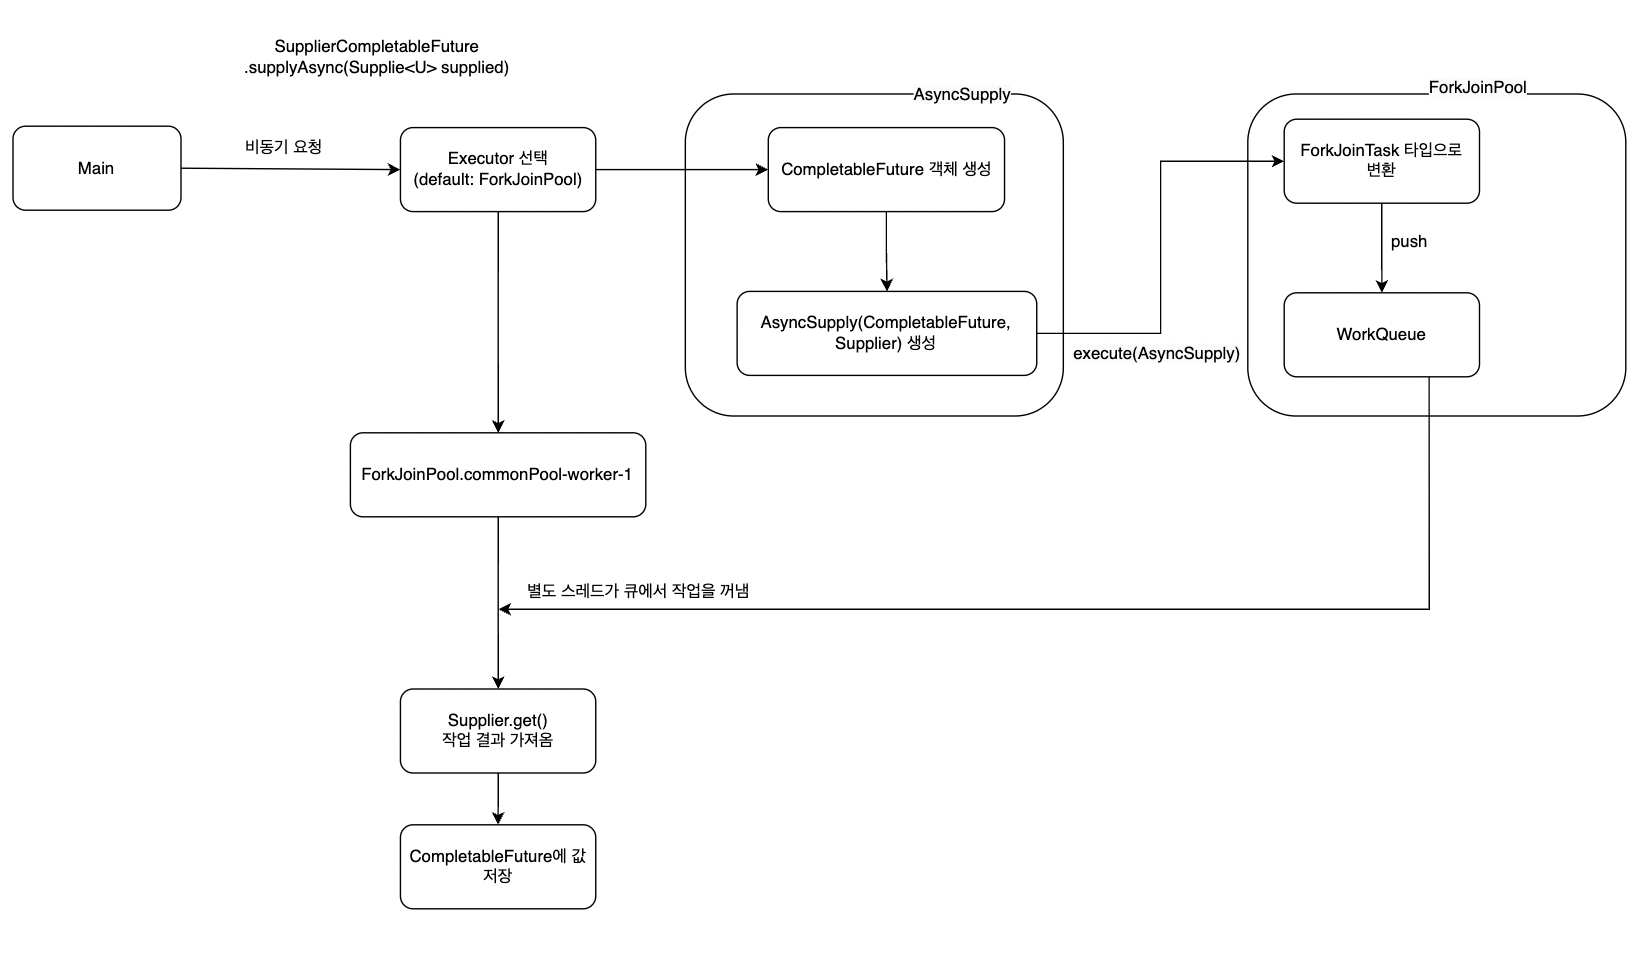 SupplierCompletableFuture
.supplyAsync(Supplie<U> supplied)
Main
비동기 요청
Executor 선택
(default: ForkJoinPool)
AsyncSupply
CompletableFuture 객체 생성
AsyncSupply(CompletableFuture,
Supplier) 생성
execute(AsyncSupply)
ForkJoinPool
ForkJoinTask 타입으로
변환
push
WorkQueue
ForkJoinPool.commonPool-worker-1
별도 스레드가 큐에서 작업을 꺼냄
Supplier.get()
작업 결과 가져옴
CompletableFuture에 값
저장